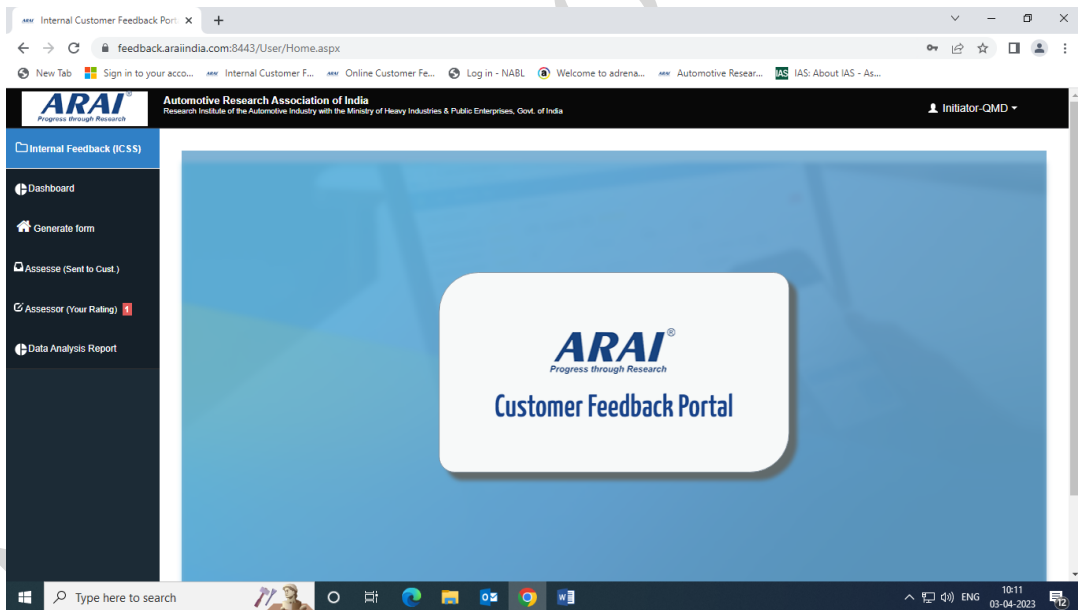 Internal Customer Feedback Port
feedback.araiindia.com:8443/User/Home.aspx
New Tab Sign in to your acco... Internal Customer F... Online Customer Fe... Log in - NABL Welcome to adrena... Automotive Resear... IAS IAS: About IAS - As...
ARAI®
Progress through Research
Automotive Research Association of India
Research Institute of the Automotive Industry with the Ministry of Heavy Industries & Public Enterprises, Govt. of India
Initiator-QMD
Internal Feedback (ICSS)
Dashboard
Generate form
Assesse (Sent to Cust.)
Assessor (Your Rating) 1
Data Analysis Report
ARAI®
Progress through Research
Customer Feedback Portal
Type here to search
ENG
10:11
03-04-2023
12